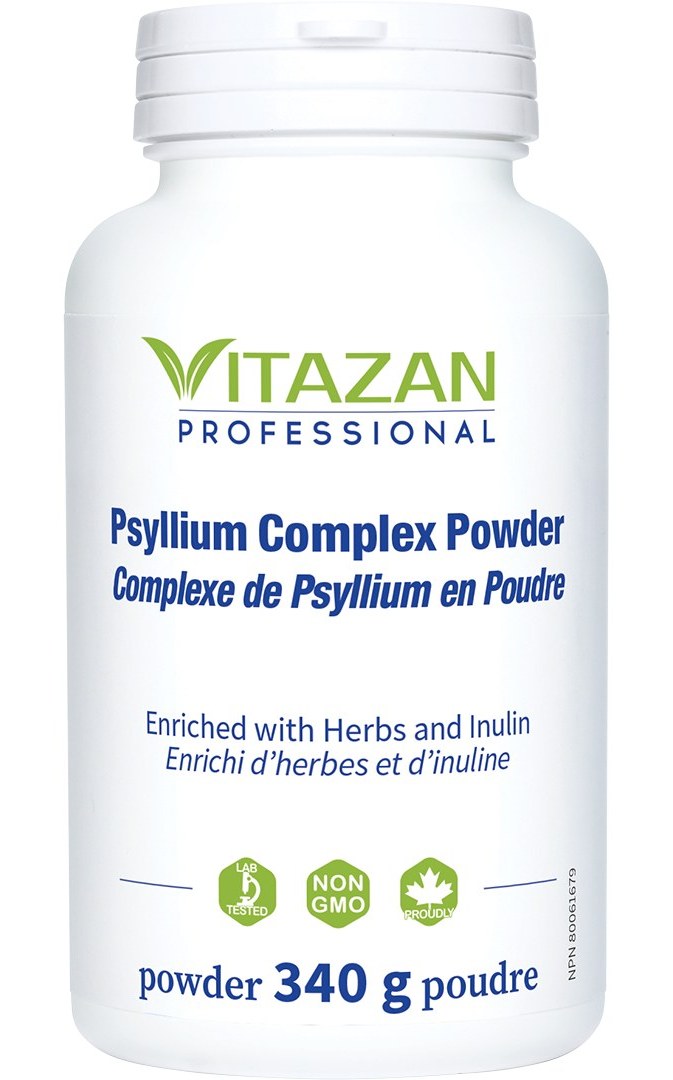 VITAZAN
PROFESSIONAL
Psyllium Complex Powder
Complexe de Psyllium en Poudre
Enriched with Herbs and Inulin
Enrichi d'herbes et d'inuline
LAB
TESTED
NON
GMO
PROUDLY
NPN 80061679
powder 340 g poudre